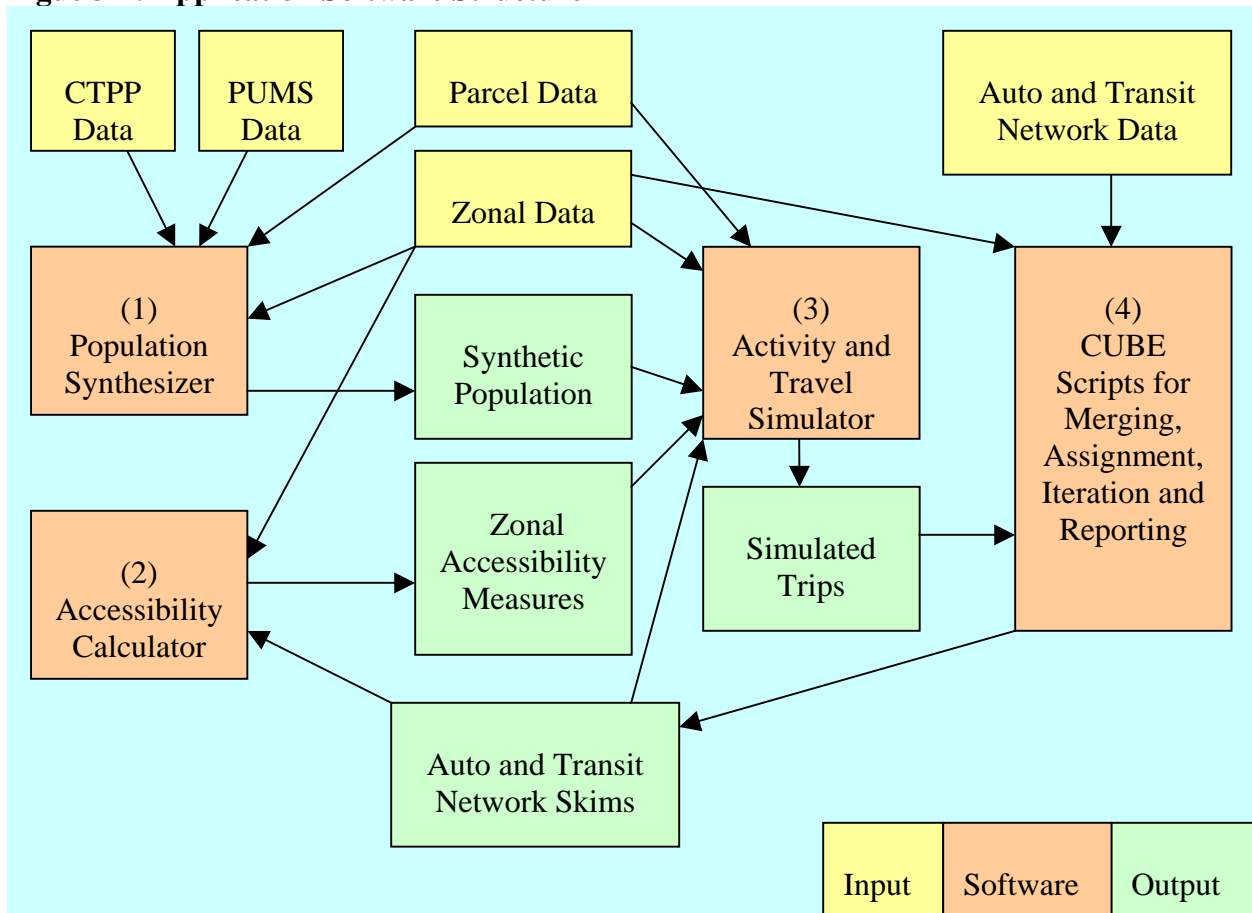 CTPP
Data
PUMS
Data
Parcel Data
Auto and Transit
Network Data
Zonal Data
(1)
Population
Synthesizer
Synthetic
Population
(3)
Activity and
Travel
Simulator
(4)
CUBE
Scripts for
Merging,
Assignment,
Iteration and
Reporting
(2)
Accessibility
Calculator
Zonal
Accessibility
Measures
Simulated
Trips
Auto and Transit
Network Skims
Input
Software
Output